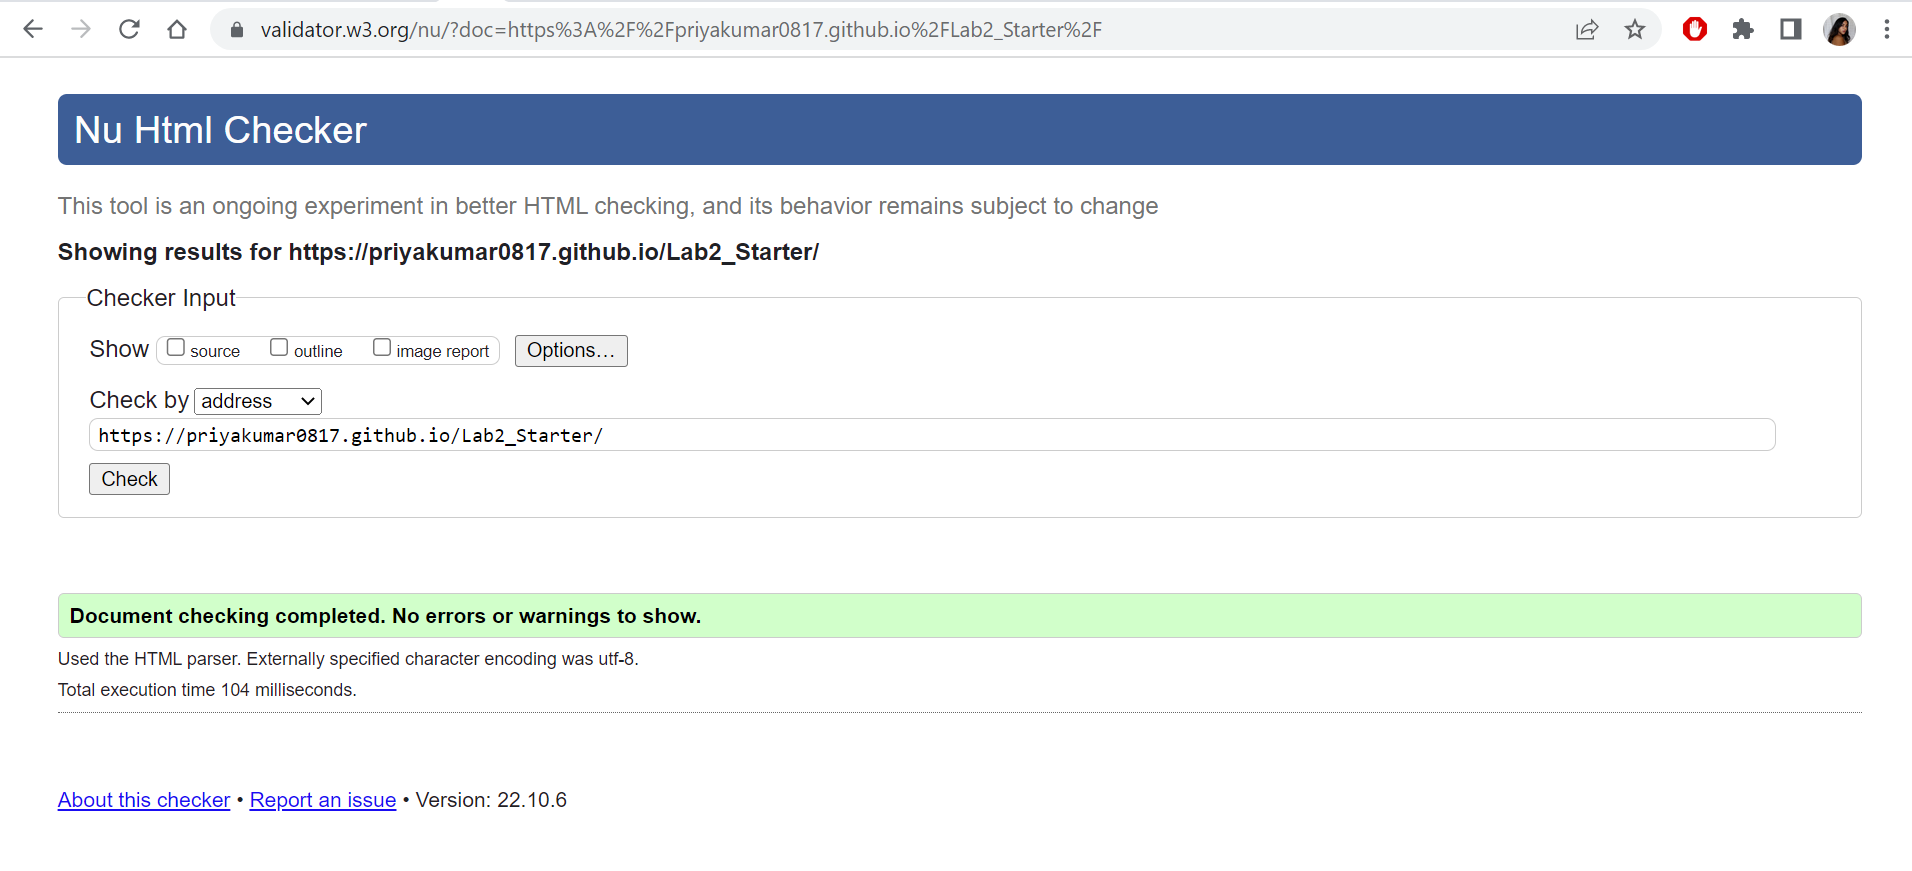 validator.w3.org/nu/?doc=https%3A%2F%2Fpriyakumar0817.github.io%2FLab2_Starter%2F
Nu Html Checker
This tool is an ongoing experiment in better HTML checking, and its behavior remains subject to change
Showing results for https://priyakumar0817.github.io/Lab2_Starter/
Checker Input
Show source outline image report Options…
Check by address
https://priyakumar0817.github.io/Lab2_Starter/
Check
Document checking completed. No errors or warnings to show.
Used the HTML parser. Externally specified character encoding was utf-8.
Total execution time 104 milliseconds.
About this checker • Report an issue • Version: 22.10.6